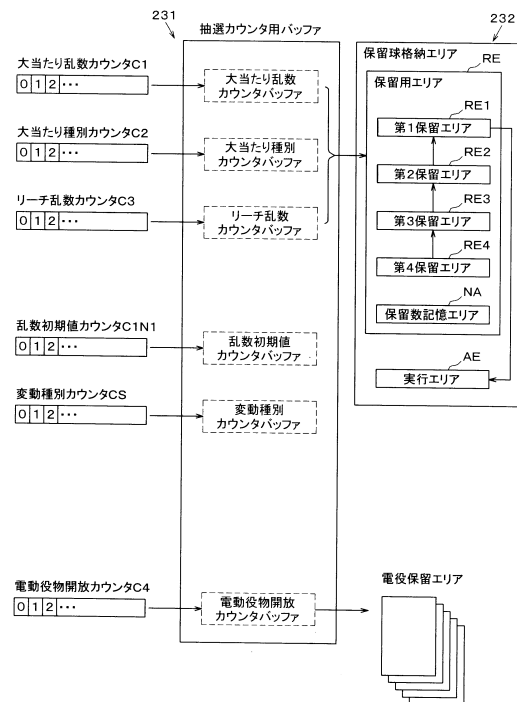 231
抽選カウンタ用バッファ
大当たり乱数カウンタC1
0 1 2 ・・・
大当たり乱数
カウンタバッファ
大当たり種別カウンタC2
0 1 2 ・・・
大当たり種別
カウンタバッファ
リーチ乱数カウンタC3
0 1 2 ・・・
リーチ乱数
カウンタバッファ
乱数初期値カウンタC1N1
0 1 2 ・・・
乱数初期値
カウンタバッファ
変動種別カウンタCS
0 1 2 ・・・
変動種別
カウンタバッファ
電動役物開放カウンタC4
0 1 2 ・・・
電動役物開放
カウンタバッファ
232
保留球格納エリア
RE
保留用エリア
RE1
第1保留エリア
RE2
第2保留エリア
RE3
第3保留エリア
RE4
第4保留エリア
NA
保留数記憶エリア
AE
実行エリア
電役保留エリア